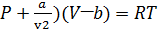 P + a/v2)(V—b) = RT